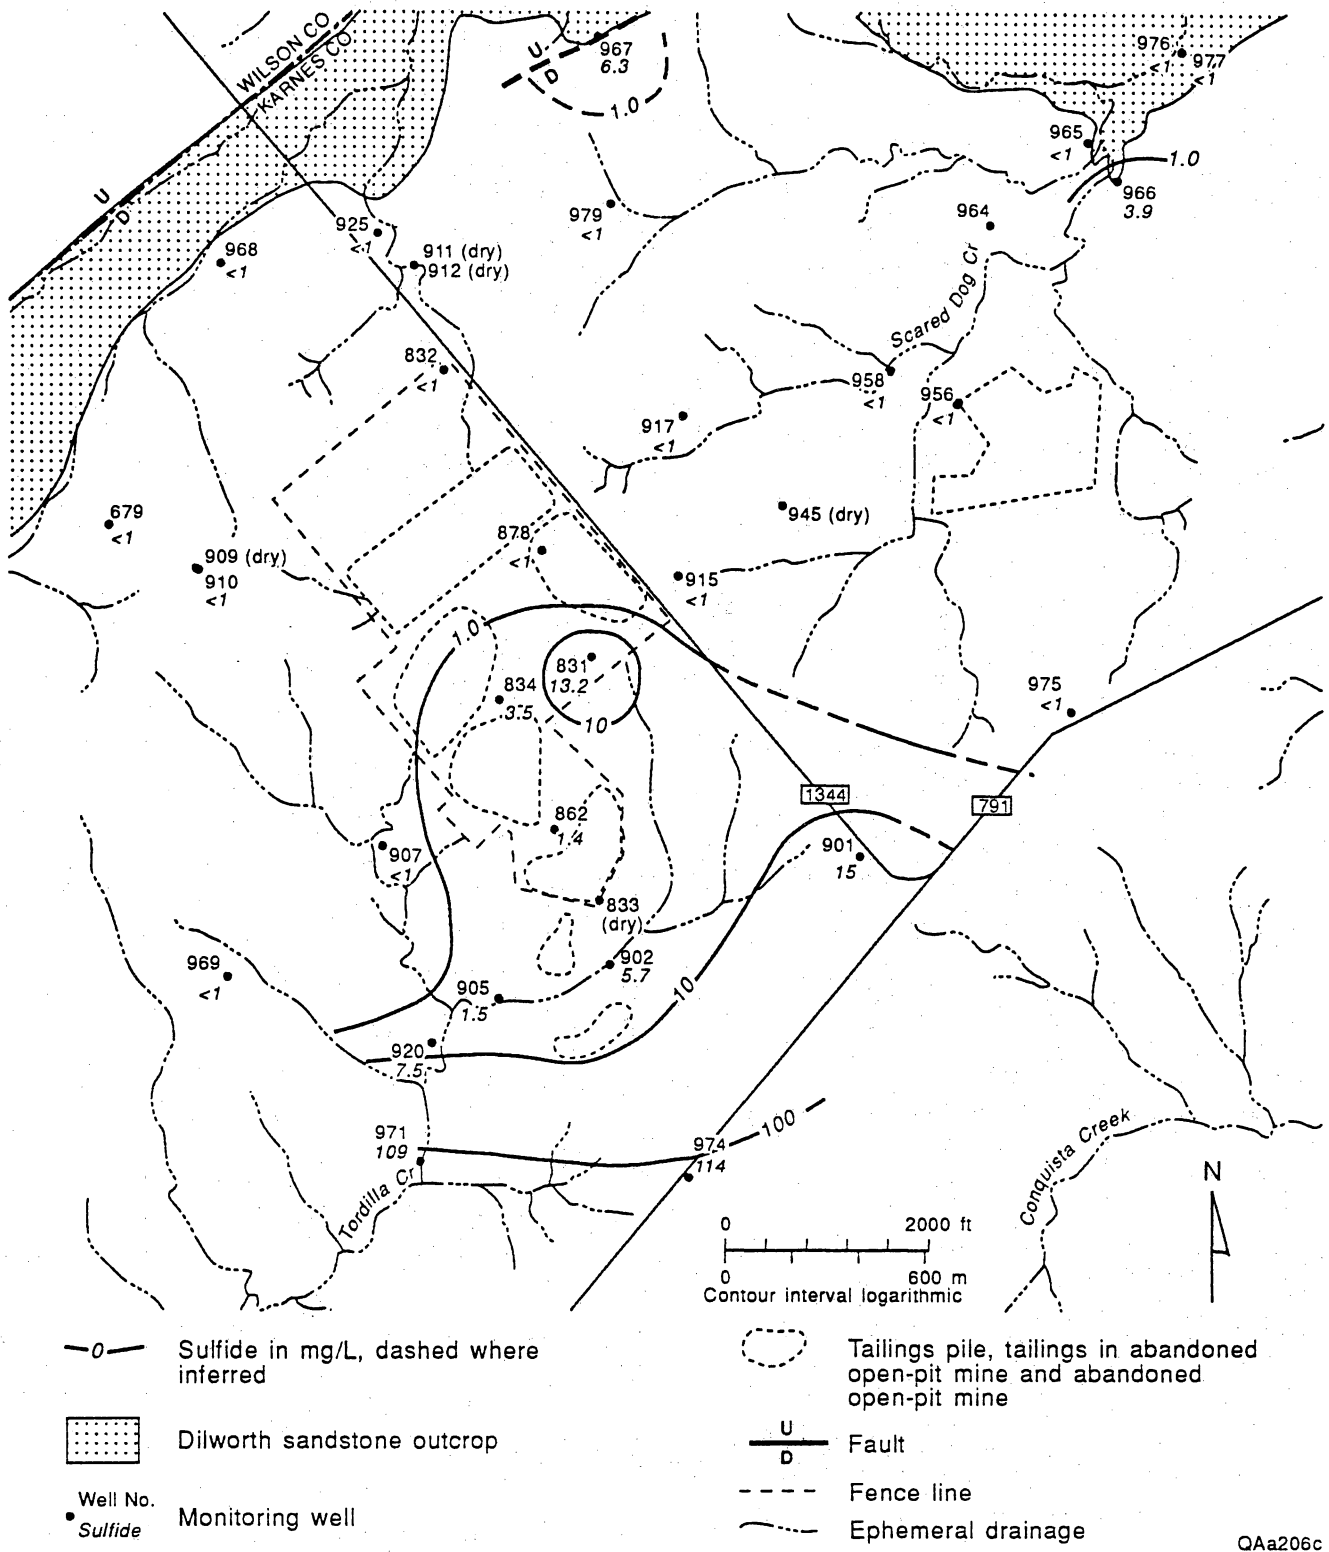 WILSON CO
KARNES CO
U
D
967
6.3
1.0
U
D
976
<1
977
<1
965
<1
1.0
966
3.9
964
979
<1
925
<1
968
<1
911 (dry)
912 (dry)
Scared Dog Cr
832
<1
958
<1
956
<1
917
<1
945 (dry)
679
<1
909 (dry)
910
<1
878
<1
915
<1
1.0
831
13.2
10
834
3.5
975
<1
1344
791
862
1.4
901
15
907
<1
833
(dry)
902
5.7
969
<1
905
1.5
10
920
7.5
971
109
100
974
114
Tordilla Cr
Conquista Creek
N
0 2000 ft
0 600 m
Contour interval logarithmic
0 Sulfide in mg/L, dashed where
inferred
Dilworth sandstone outcrop
Well No.
Sulfide
Monitoring well
Tailings pile, tailings in abandoned
open-pit mine and abandoned
open-pit mine
U
D
Fault
Fence line
Ephemeral drainage
QAa206c